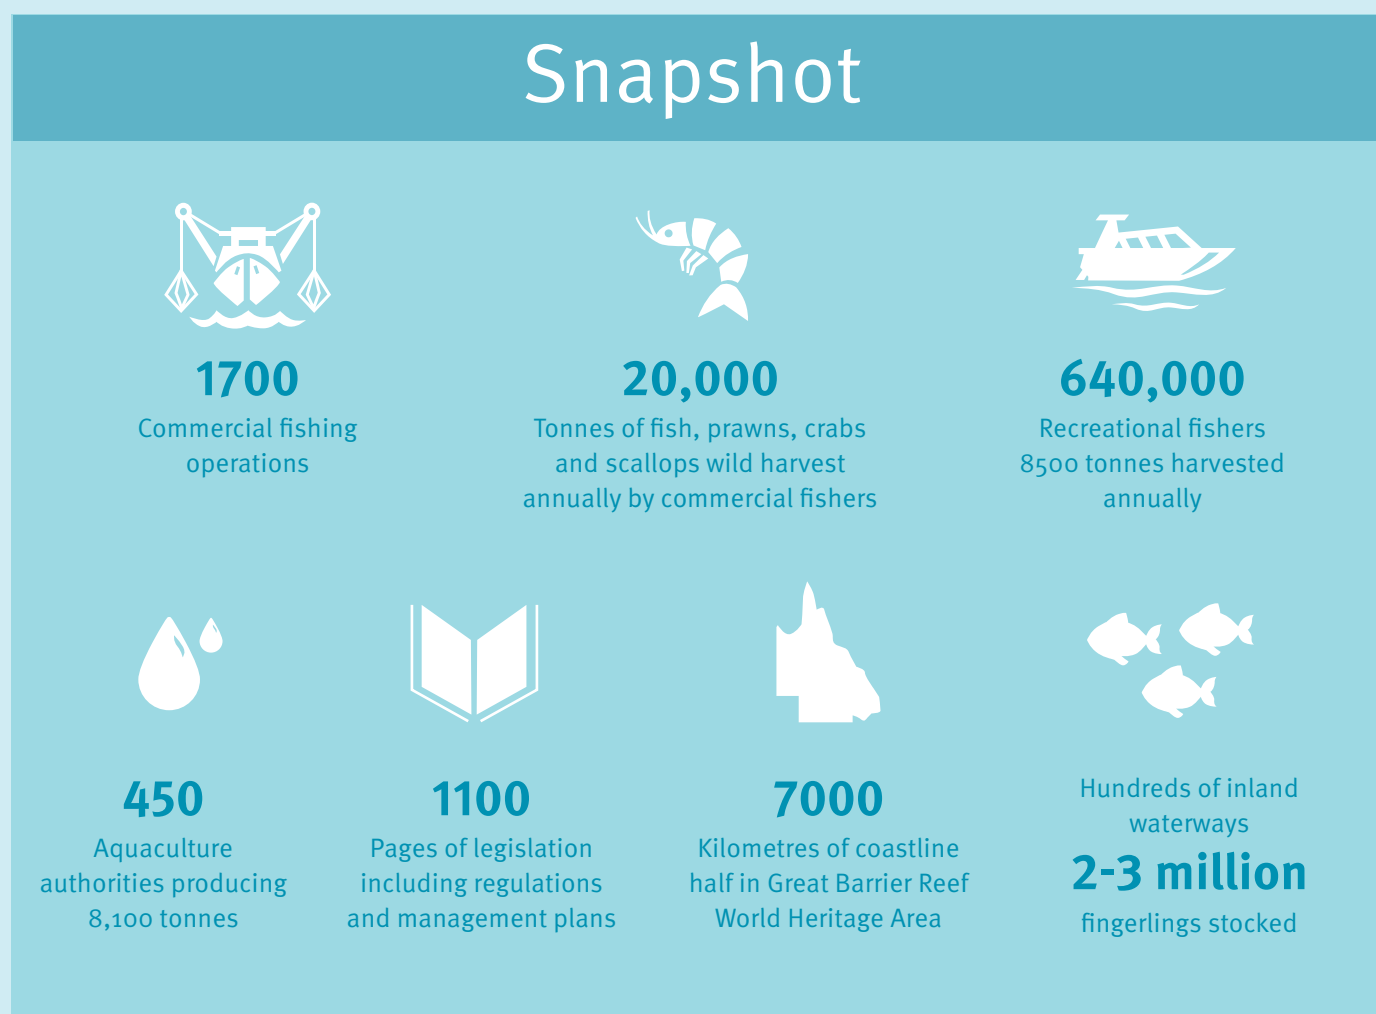 Snapshot
1700
Commercial fishing
operations
20,000
Tonnes of fish, prawns, crabs
and scallops wild harvest
annually by commercial fishers
640,000
Recreational fishers
8500 tonnes harvested
annually
450
Aquaculture
authorities producing
8,100 tonnes
1100
Pages of legislation
including regulations
and management plans
7000
Kilometres of coastline
half in Great Barrier Reef
World Heritage Area
Hundreds of inland
waterways
2-3 million
fingerlings stocked